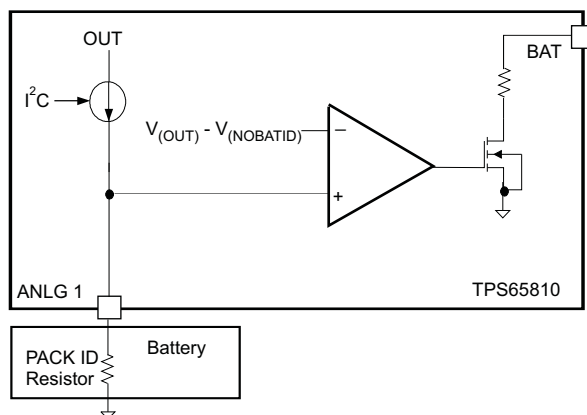 OUT
BAT
I²C
V(OUT) - V(NOBATID)
−
+
ANLG 1
TPS65810
PACK ID
Resistor
Battery